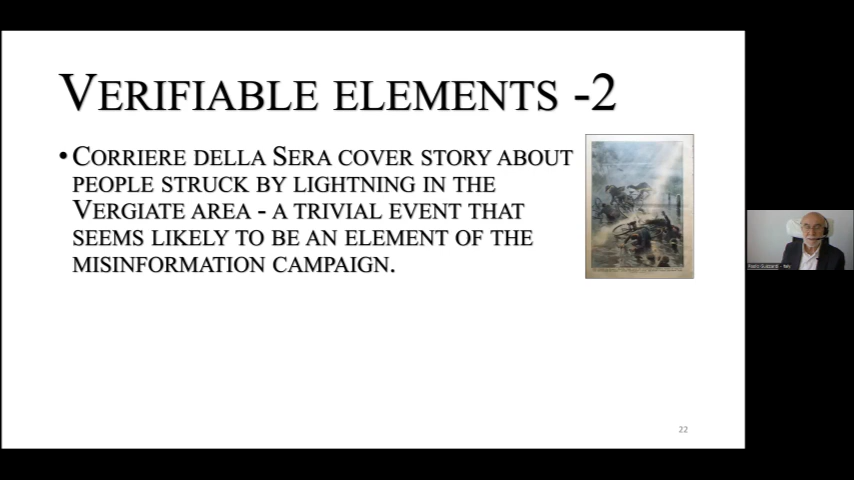 VERIFIABLE ELEMENTS -2
• CORRIERE DELLA SERA COVER STORY ABOUT
PEOPLE STRUCK BY LIGHTNING IN THE
VERGIATE AREA - A TRIVIAL EVENT THAT
SEEMS LIKELY TO BE AN ELEMENT OF THE
MISINFORMATION CAMPAIGN.
22